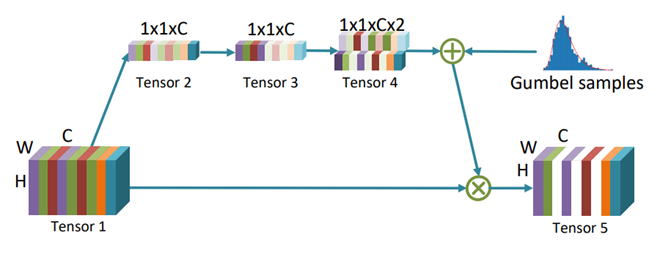 1x1xC
1x1xC
1x1xCx2
Tensor 2
Tensor 3
Tensor 4
Gumbel samples
W
C
H
Tensor 1
W
C
H
Tensor 5